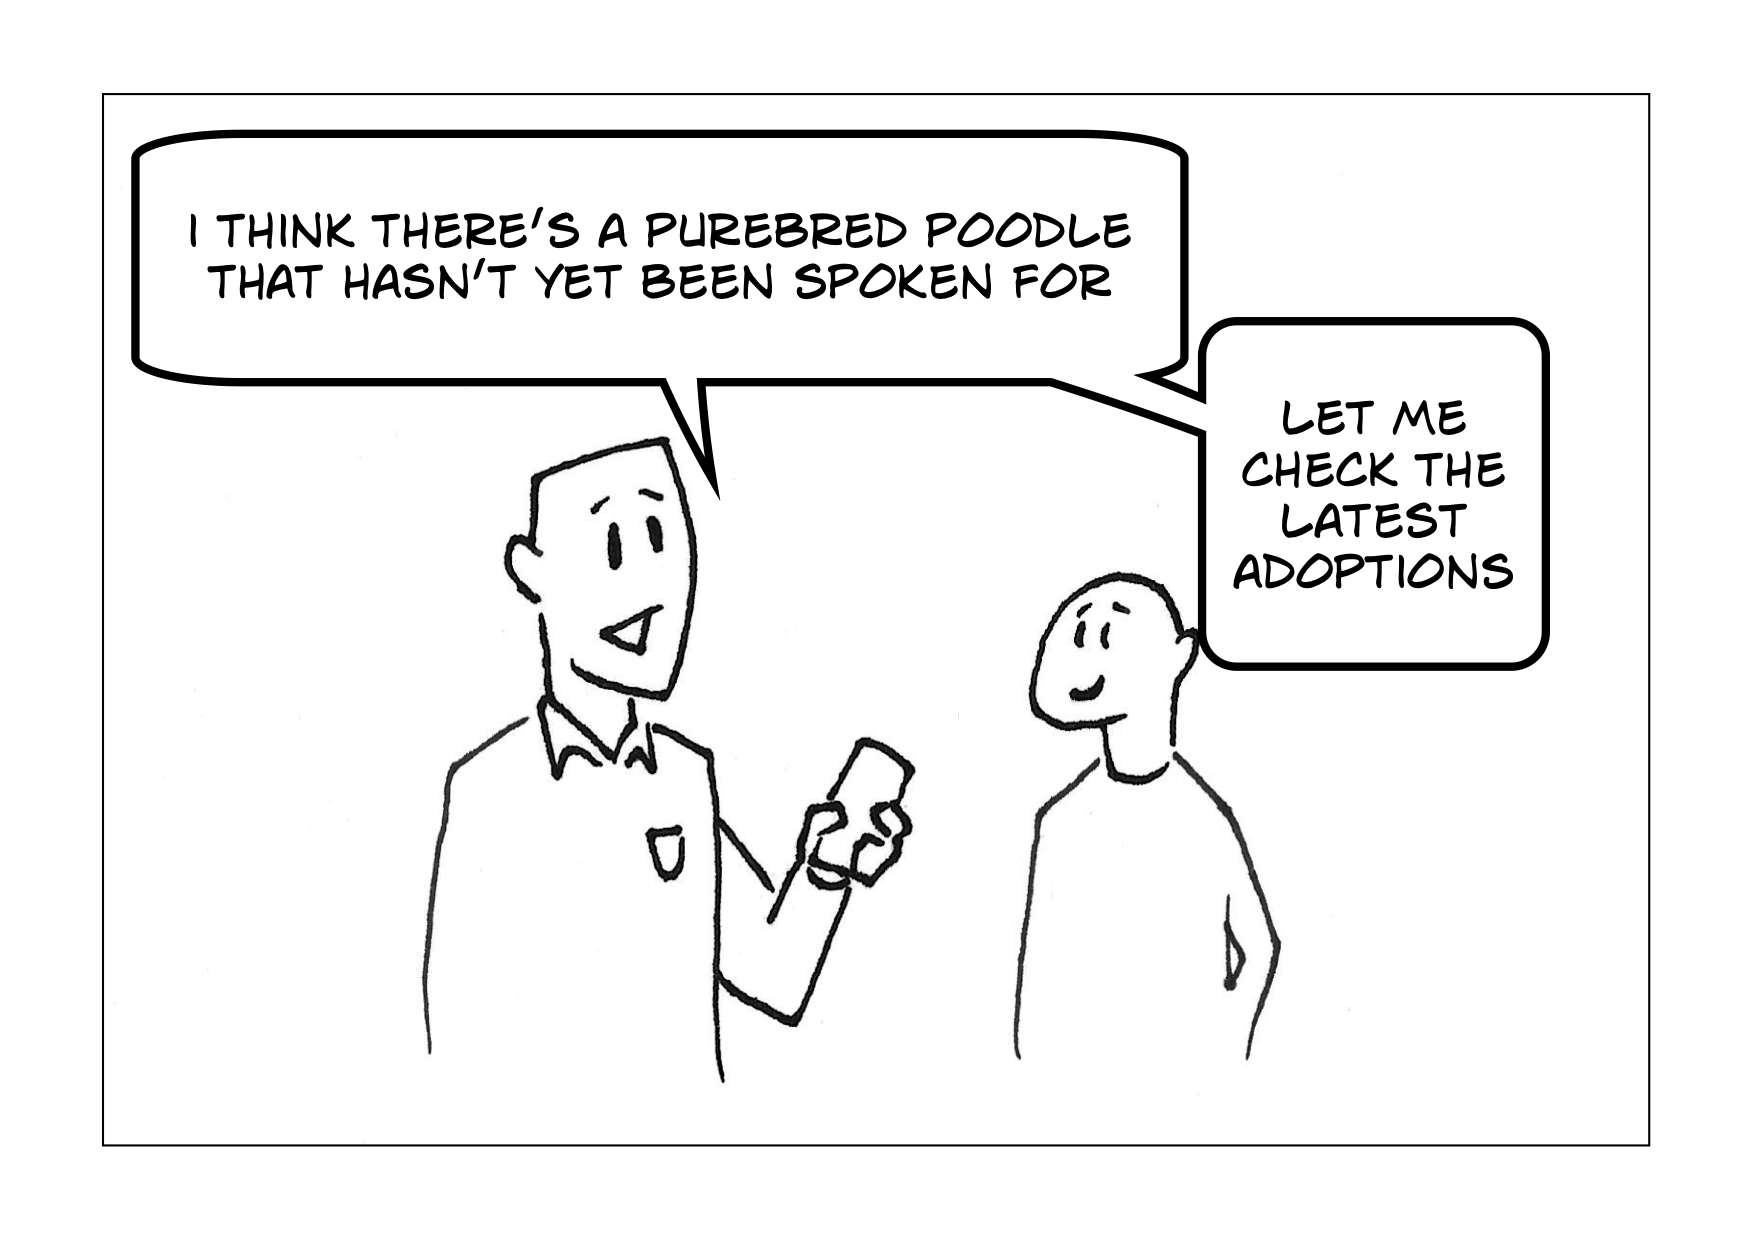 I THINK THERE'S A PUREBRED POODLE
THAT HASN'T YET BEEN SPOKEN FOR
LET ME
CHECK THE
LATEST
ADOPTIONS